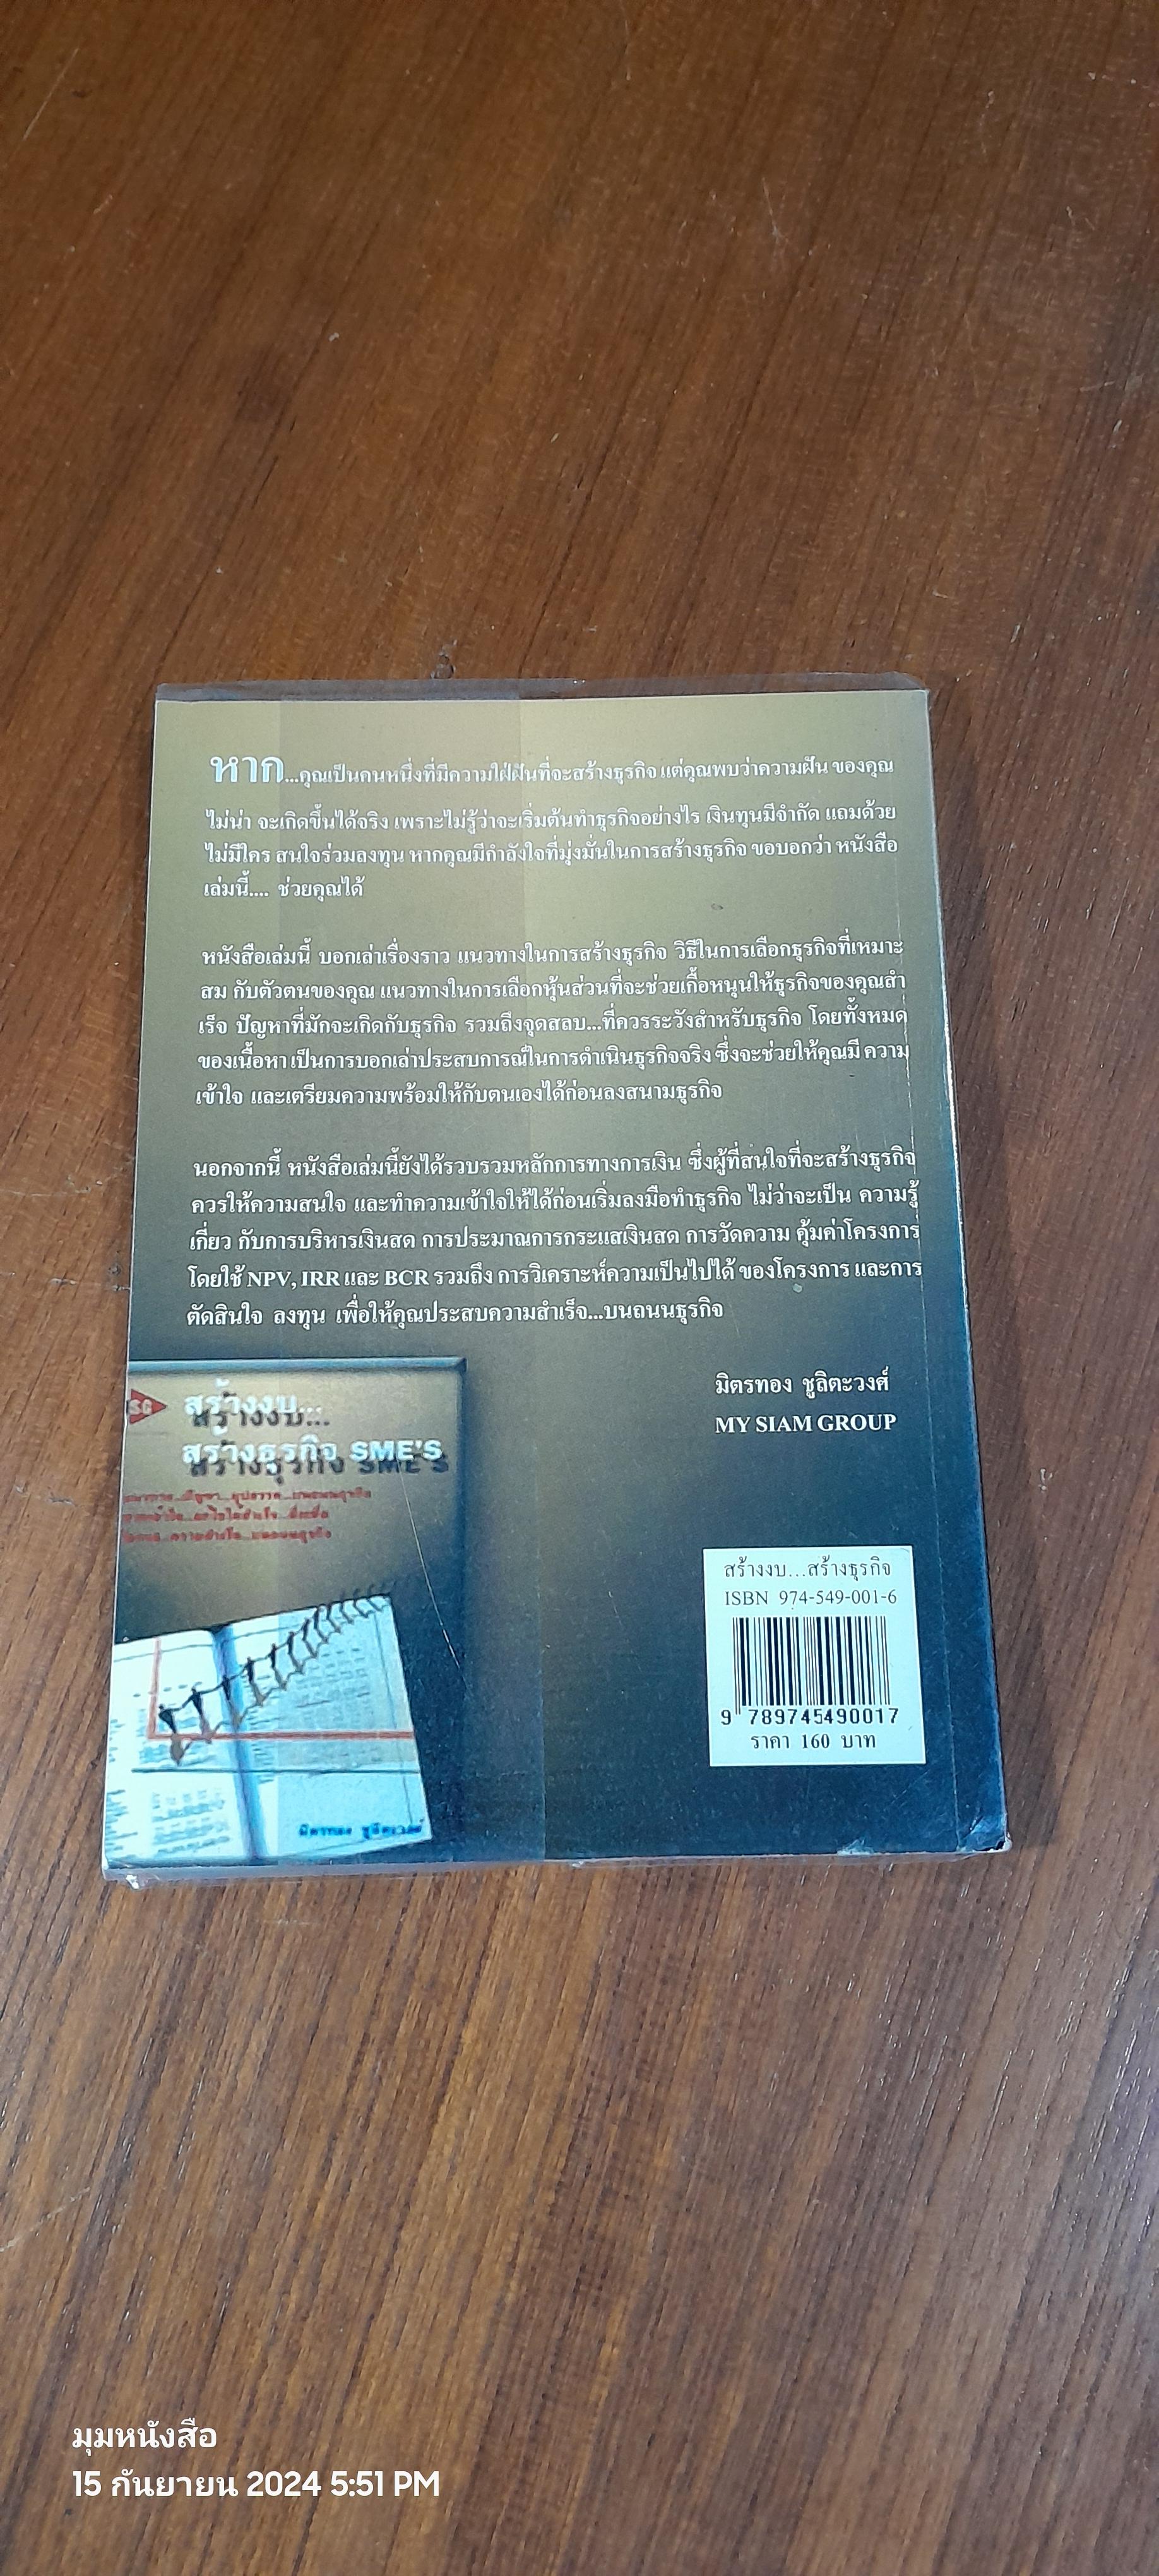 หาก...คุณเป็นคนหนึ่งที่มีความใฝ่ฝันที่จะสร้างธุรกิจ แต่คุณพบว่าความฝัน ของคุณ
ไม่น่า จะเกิดขึ้นได้จริง เพราะไม่รู้ว่าจะเริ่มต้นทำธุรกิจอย่างไร เงินทุนมีจำกัด แถมด้วย
ไม่มีใคร สนใจร่วมลงทุน หากคุณมีกำลังใจที่มุ่งมั่นในการสร้างธุรกิจ ขอบอกว่า หนังสือ
เล่มนี้.... ช่วยคุณได้
หนังสือเล่มนี้ บอกเล่าเรื่องราว แนวทางในการสร้างธุรกิจ วิธีในการเลือกธุรกิจที่เหมาะ
สม กับตัวตนของคุณ แนวทางในการเลือกหุ้นส่วนที่จะช่วยเกื้อหนุนให้ธุรกิจของคุณสำ
เร็จ ปัญหาที่มักจะเกิดกับธุรกิจ รวมถึงจุดสลบ...ที่ควรระวังสำหรับธุรกิจ โดยทั้งหมด
ของเนื้อหา เป็นการบอกเล่าประสบการณ์ในการดำเนินธุรกิจจริง ซึ่งจะช่วยให้คุณมี ความ
เข้าใจ และเตรียมความพร้อมให้กับตนเองได้ก่อนลงสนามธุรกิจ
นอกจากนี้ หนังสือเล่มนี้ยังได้รวบรวมหลักการทางการเงิน ซึ่งผู้ที่สนใจที่จะสร้างธุรกิจ
ควรให้ความสนใจ และทำความเข้าใจให้ได้ก่อนเริ่มลงมือทำธุรกิจ ไม่ว่าจะเป็น ความรู้
เกี่ยว กับการบริหารเงินสด การประมาณการกระแสเงินสด การวัดความ คุ้มค่าโครงการ
โดยใช้ NPV, IRR และ BCR รวมถึง การวิเคราะห์ความเป็นไปได้ ของโครงการ และการ
ตัดสินใจ ลงทุน เพื่อให้คุณประสบความสำเร็จ...บนถนนธุรกิจ
มิตรทอง ชูลิตะวงศ์
MY SIAM GROUP
SG
สร้างงบ...
สร้างธุรกิจ SME'S
มิตรทอง ชูลิตะวงศ์
สร้างงบ...สร้างธุรกิจ
ISBN 974-549-001-6
9 789745490017
ราคา 160 บาท
มุมหนังสือ
15 กันยายน 2024 5:51 PM